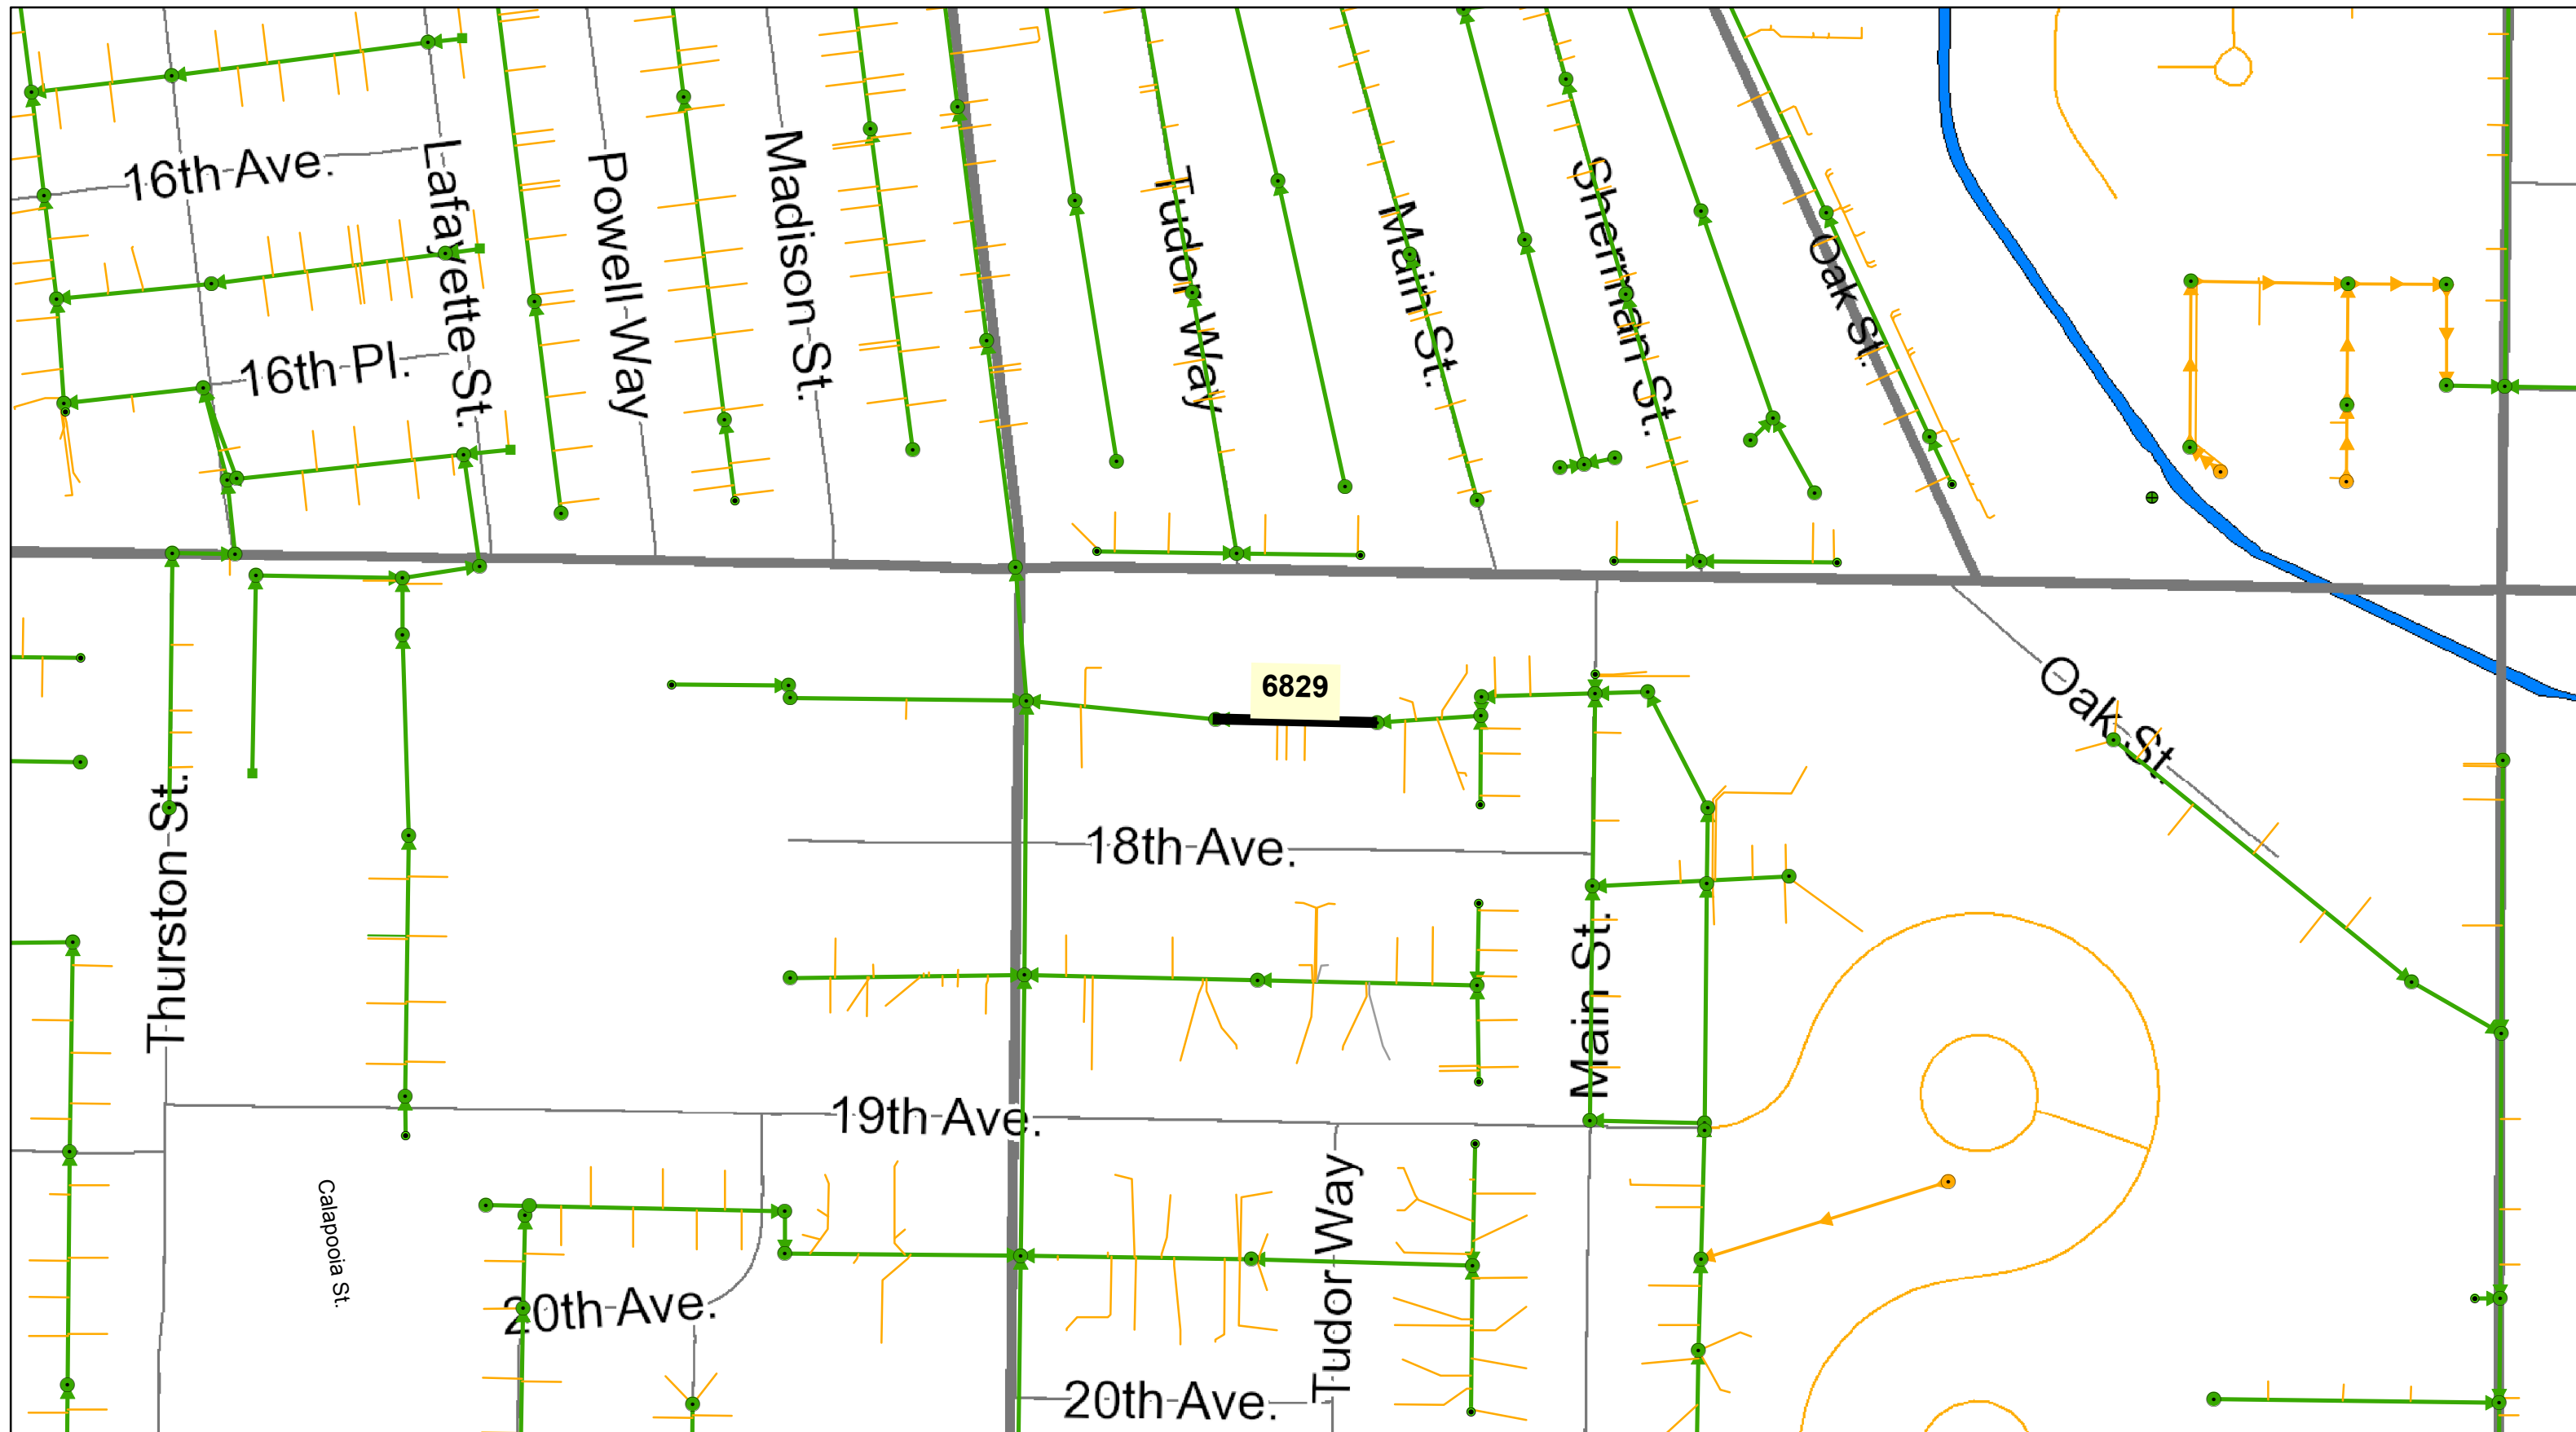 16th Ave.
Lafayette St.
Powell Way
Madison St.
Tudor Way
Main St.
Sherman St.
Oak St.
16th Pl.
6829
Oak St.
18th Ave.
Thurston St.
Main St.
19th Ave.
Calapooia St.
20th Ave.
Tudor Way
20th Ave.